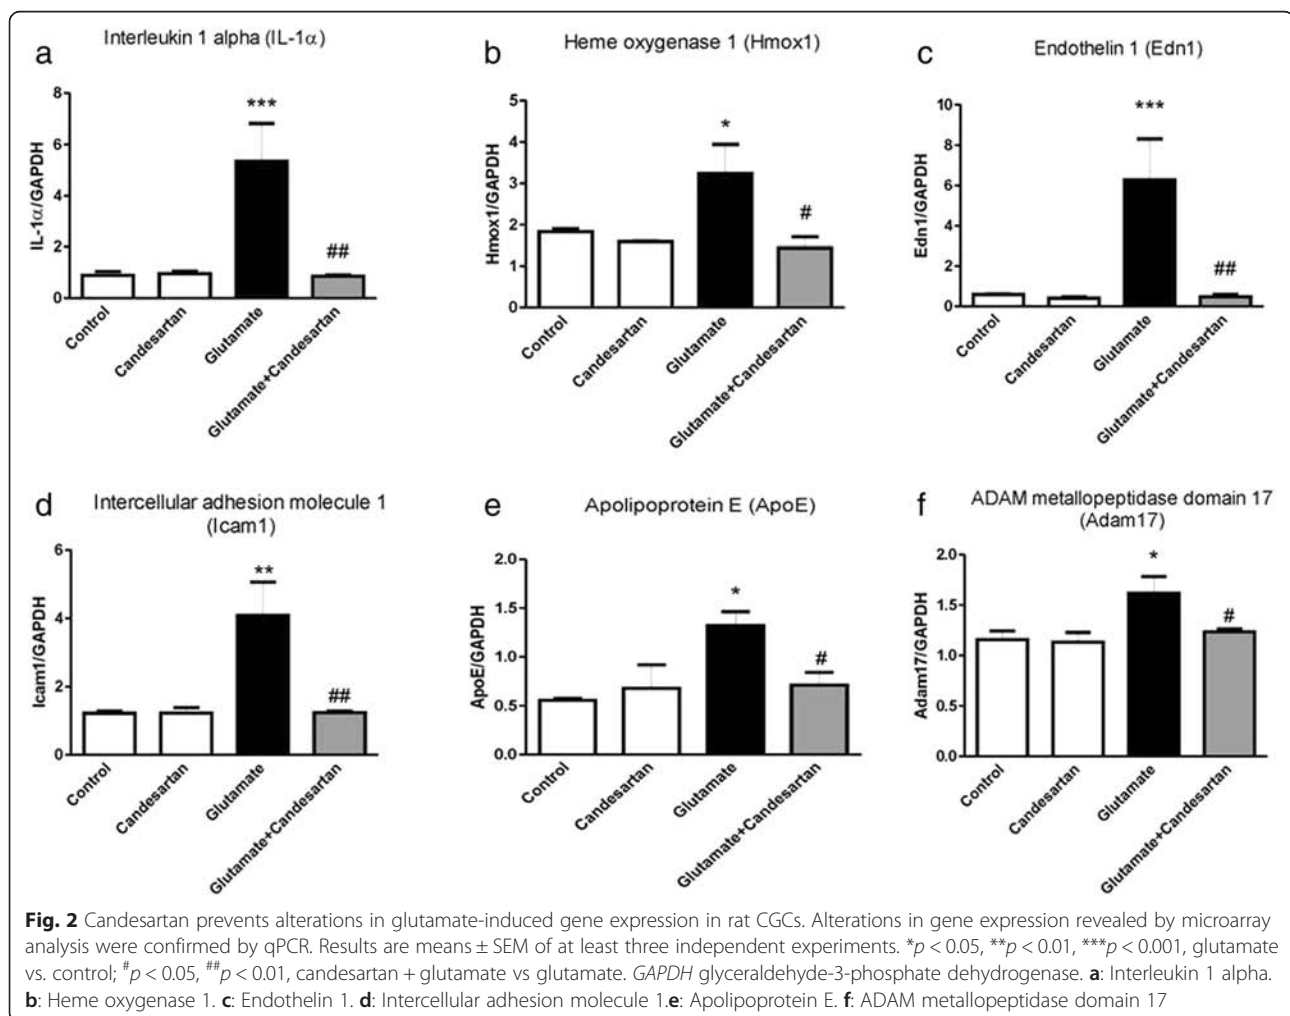 a
Interleukin 1 alpha (IL-1α)
IL-1α/GAPDH
8
6
4
2
0
***
##
Control
Candesartan
Glutamate
Glutamate+Candesartan
b
Heme oxygenase 1 (Hmox1)
Hmox1/GAPDH
5
4
3
2
1
0
*
#
Control
Candesartan
Glutamate
Glutamate+Candesartan
c
Endothelin 1 (Edn1)
Edn1/GAPDH
10
8
6
4
2
0
***
##
Control
Candesartan
Glutamate
Glutamate+Candesartan
d
Intercellular adhesion molecule 1
(Icam1)
Icam1/GAPDH
6
4
2
0
**
##
Control
Candesartan
Glutamate
Glutamate+Candesartan
e
Apolipoprotein E (ApoE)
ApoE/GAPDH
2.0
1.5
1.0
0.5
0.0
*
#
Control
Candesartan
Glutamate
Glutamate+Candesartan
f
ADAM metallopeptidase domain 17
(Adam17)
Adam17/GAPDH
2.0
1.5
1.0
0.5
0.0
*
#
Control
Candesartan
Glutamate
Glutamate+Candesartan
Fig. 2 Candesartan prevents alterations in glutamate-induced gene expression in rat CGCs. Alterations in gene expression revealed by microarray
analysis were confirmed by qPCR. Results are means ± SEM of at least three independent experiments. *p < 0.05, **p < 0.01, ***p < 0.001, glutamate
vs. control; #p < 0.05, ##p < 0.01, candesartan + glutamate vs glutamate. GAPDH glyceraldehyde-3-phosphate dehydrogenase. a: Interleukin 1 alpha.
b: Heme oxygenase 1. c: Endothelin 1. d: Intercellular adhesion molecule 1.e: Apolipoprotein E. f: ADAM metallopeptidase domain 17